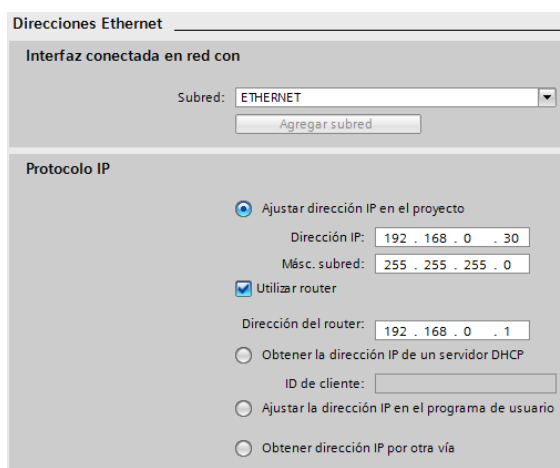 Direcciones Ethernet
Interfaz conectada en red con
Subred: ETHERNET
Agregar subred
Protocolo IP
Ajustar dirección IP en el proyecto
Dirección IP: 192 . 168 . 0 . 30
Másc. subred: 255 . 255 . 255 . 0
Utilizar router
Dirección del router: 192 . 168 . 0 . 1
Obtener la dirección IP de un servidor DHCP
ID de cliente:
Ajustar la dirección IP en el programa de usuario
Obtener dirección IP por otra vía